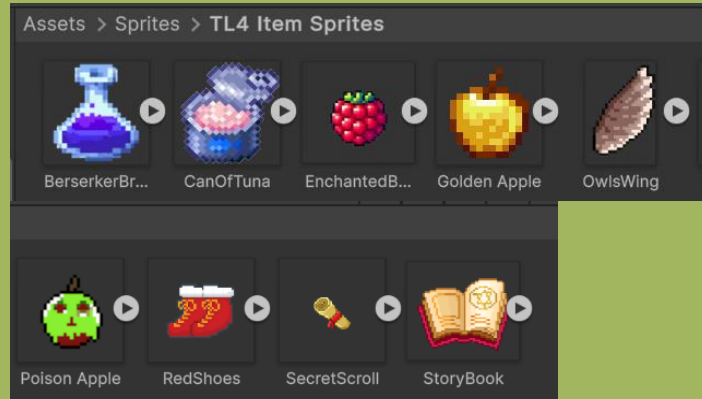 Assets > Sprites > TL4 Item Sprites
BerserkerBr... CanOfTuna EnchantedB... Golden Apple OwlsWing
Poison Apple RedShoes SecretScroll StoryBook